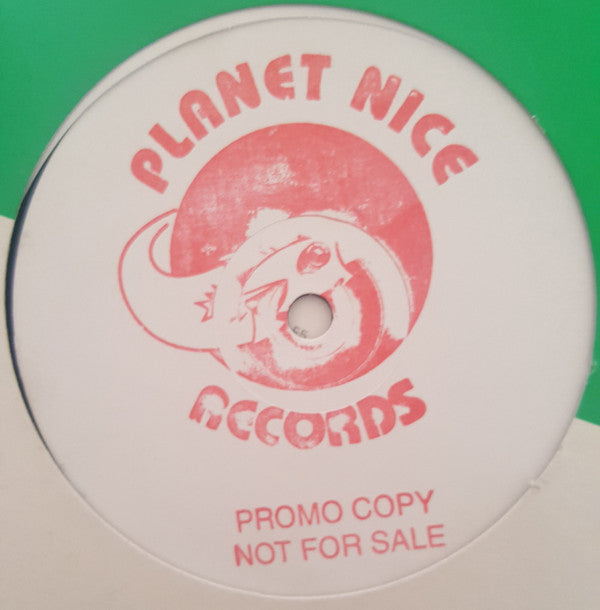 PLANET NICE
RECORDS
PROMO COPY
NOT FOR SALE